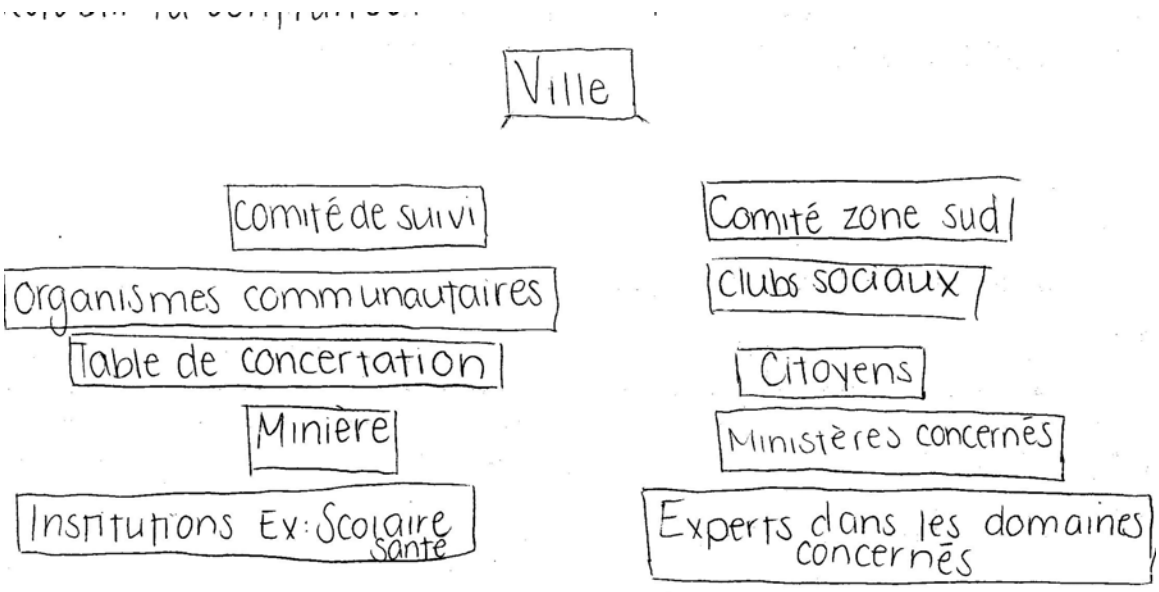 Ville
Comité de suivi
Comité zone sud
Organismes communautaires
Clubs sociaux
Table de concertation
Citoyens
Minière
Ministères concernés
Institutions Ex: Scolaire
santé
Experts dans les domaines
concernés